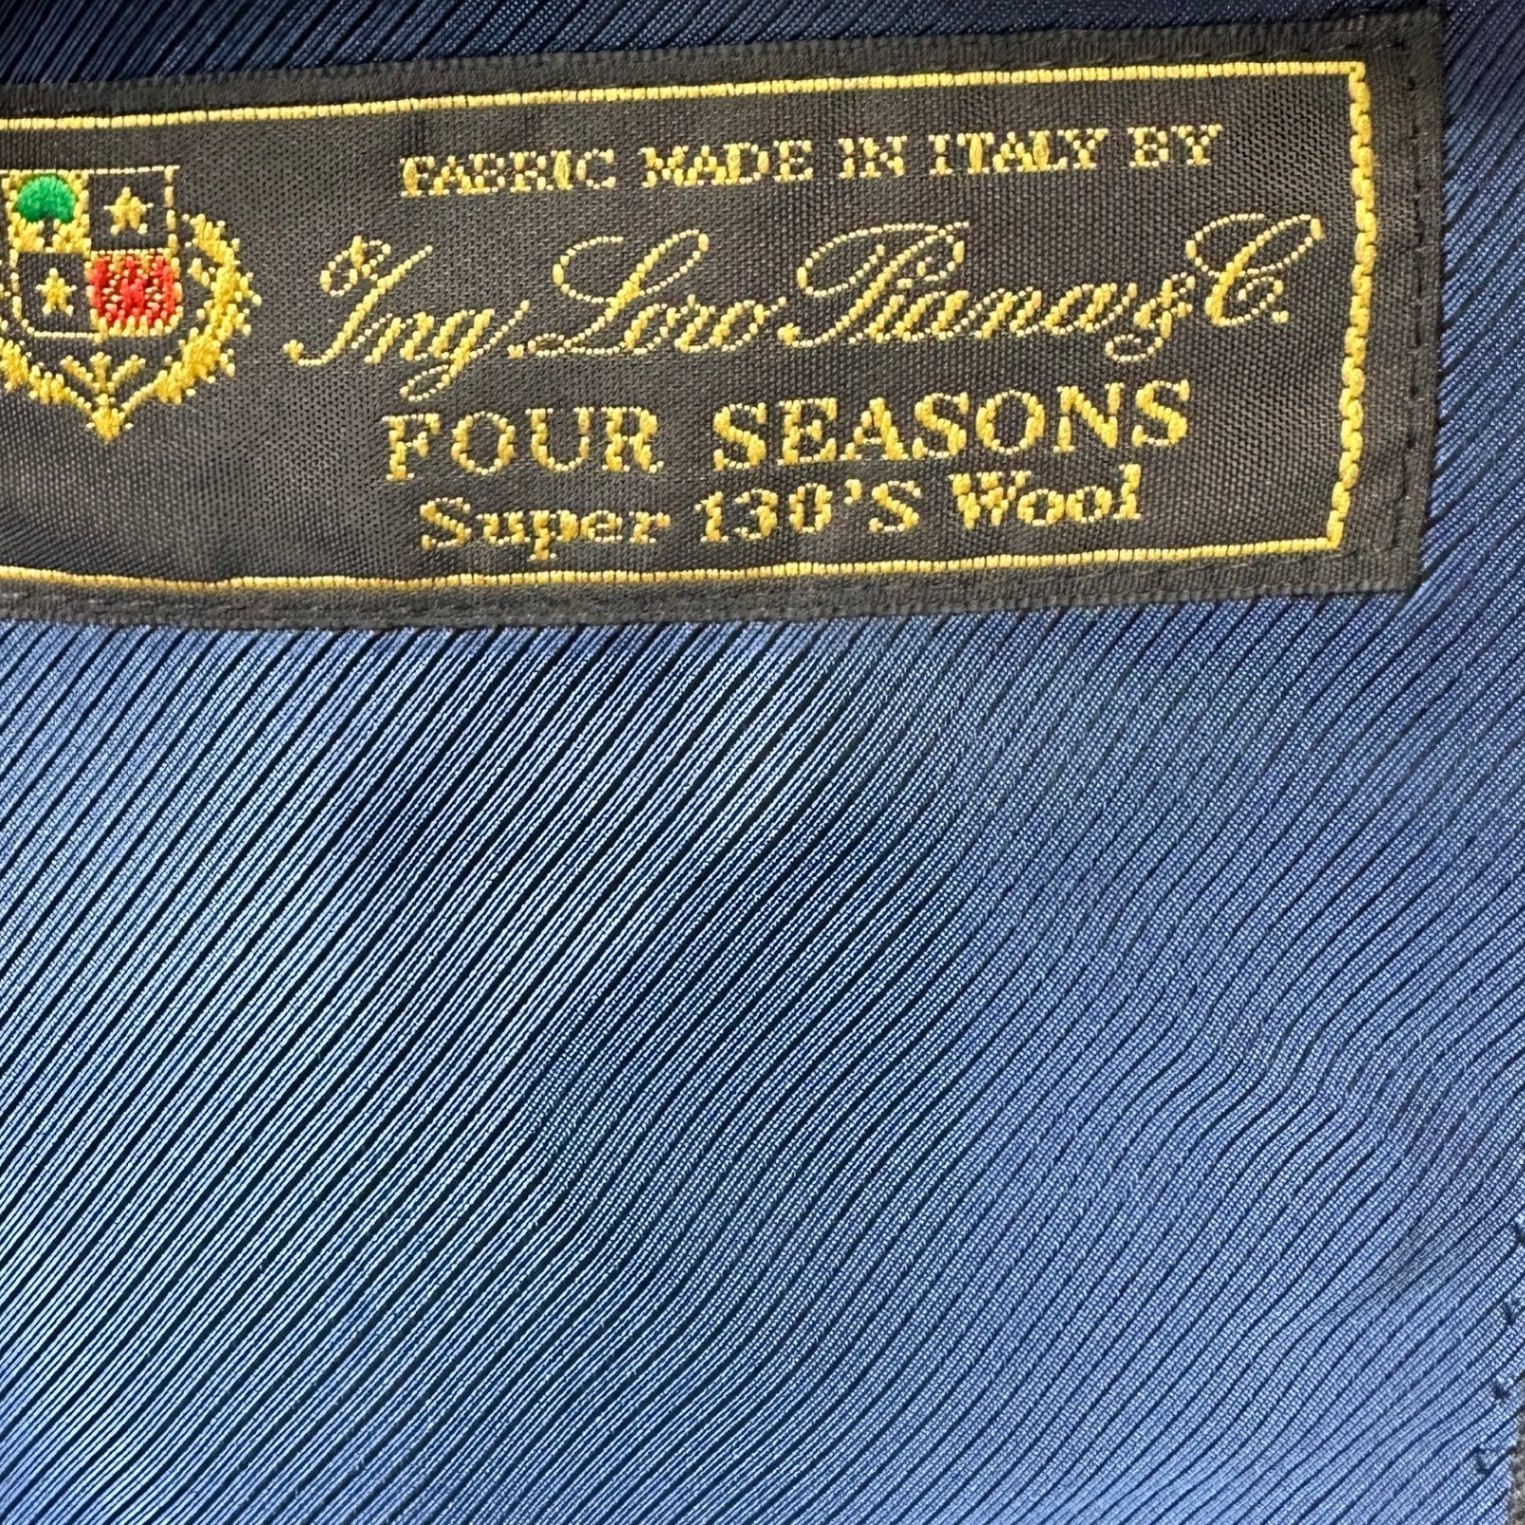 FABRIC MADE IN ITALY BY
Ing. Loro Piana & C.
FOUR SEASONS
Super 130'S Wool